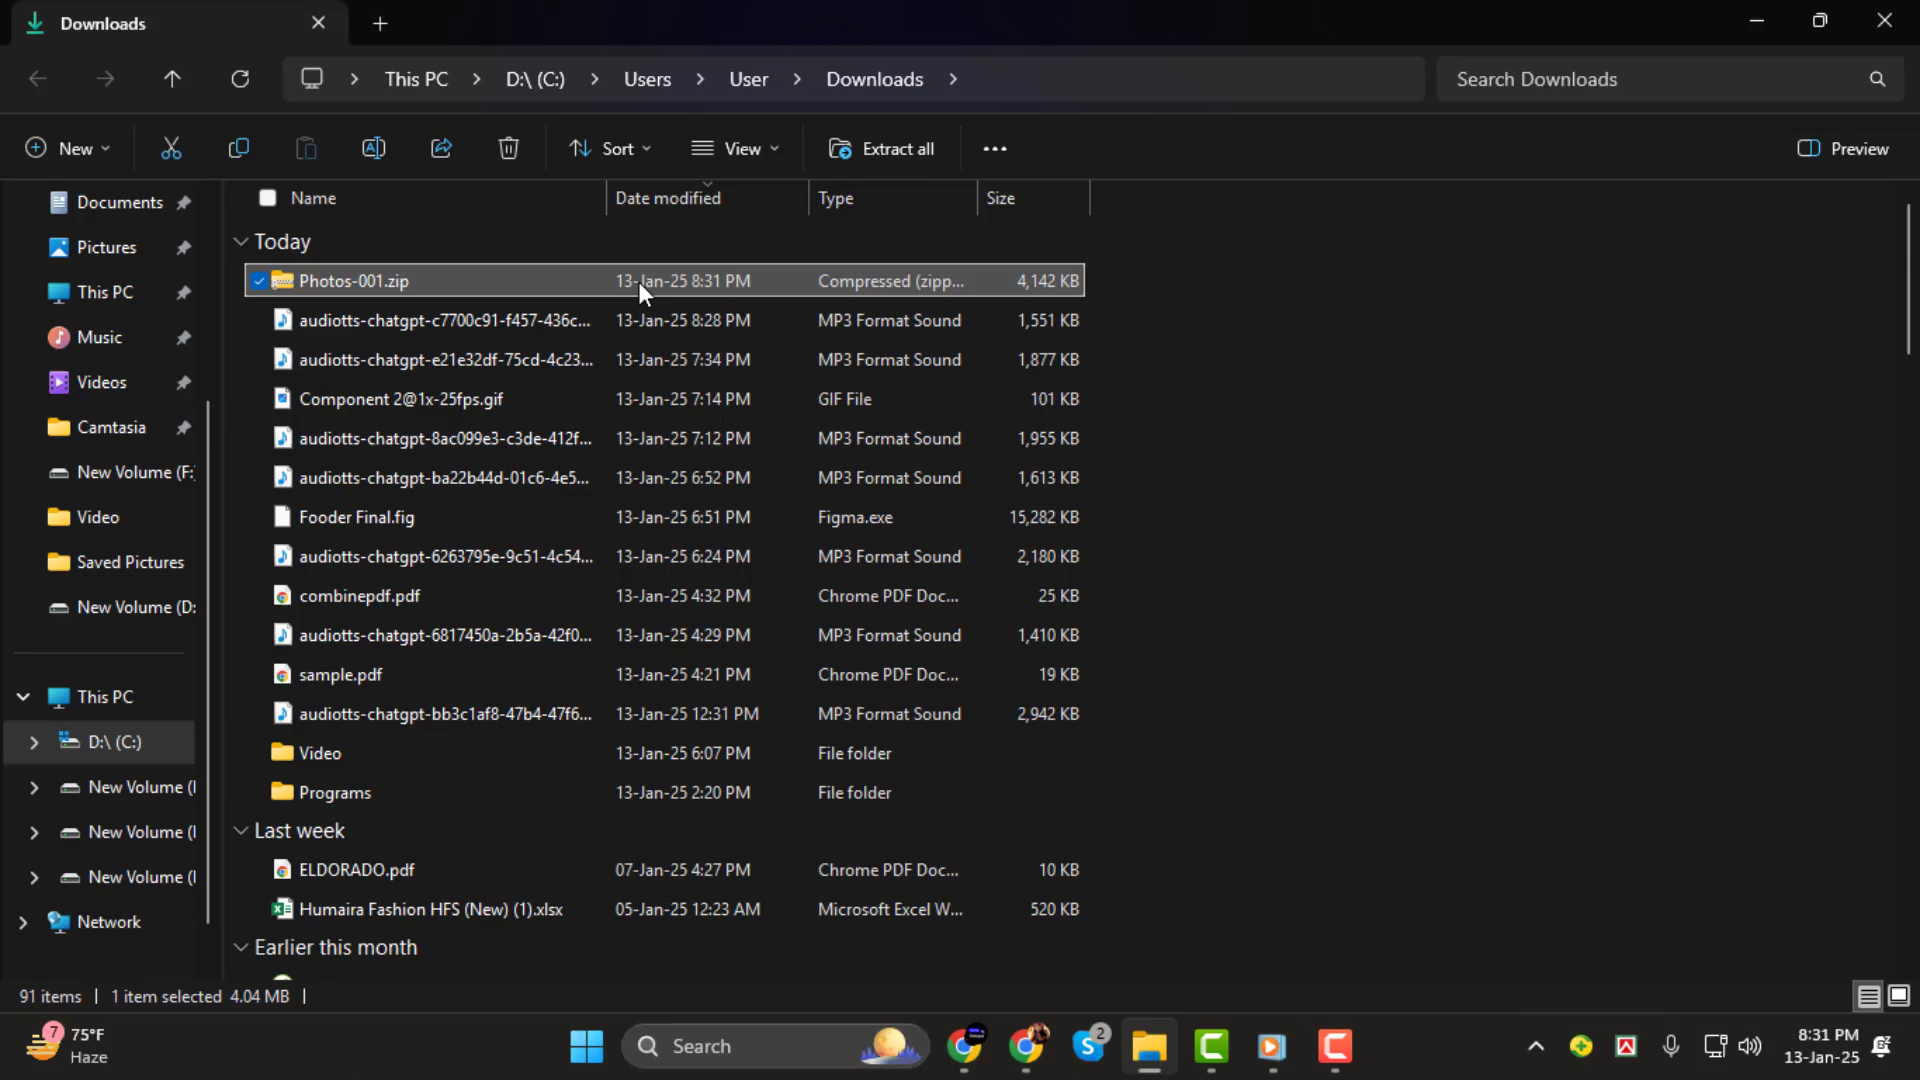 Downloads
This PC > D:\ (C:) > Users > User > Downloads >
Search Downloads
New
Sort
View
Extract all
Preview
Documents
Pictures
This PC
Music
Videos
Camtasia
New Volume (F:
Video
Saved Pictures
New Volume (D:
This PC
D:\ (C:)
New Volume (
New Volume (
New Volume (
Network
Name Date modified Type Size
Today
Photos-001.zip 13-Jan-25 8:31 PM Compressed (zipp... 4,142 KB
audiotts-chatgpt-c7700c91-f457-436c... 13-Jan-25 8:28 PM MP3 Format Sound 1,551 KB
audiotts-chatgpt-e21e32df-75cd-4c23... 13-Jan-25 7:34 PM MP3 Format Sound 1,877 KB
Component 2@1x-25fps.gif 13-Jan-25 7:14 PM GIF File 101 KB
audiotts-chatgpt-8ac099e3-c3de-412f... 13-Jan-25 7:12 PM MP3 Format Sound 1,955 KB
audiotts-chatgpt-ba22b44d-01c6-4e5... 13-Jan-25 6:52 PM MP3 Format Sound 1,613 KB
Fooder Final.fig 13-Jan-25 6:51 PM Figma.exe 15,282 KB
audiotts-chatgpt-6263795e-9c51-4c54... 13-Jan-25 6:24 PM MP3 Format Sound 2,180 KB
combinepdf.pdf 13-Jan-25 4:32 PM Chrome PDF Doc... 25 KB
audiotts-chatgpt-6817450a-2b5a-42f0... 13-Jan-25 4:29 PM MP3 Format Sound 1,410 KB
sample.pdf 13-Jan-25 4:21 PM Chrome PDF Doc... 19 KB
audiotts-chatgpt-bb3c1af8-47b4-47f6... 13-Jan-25 12:31 PM MP3 Format Sound 2,942 KB
Video 13-Jan-25 6:07 PM File folder
Programs 13-Jan-25 2:20 PM File folder
Last week
ELDORADO.pdf 07-Jan-25 4:27 PM Chrome PDF Doc... 10 KB
Humaira Fashion HFS (New) (1).xlsx 05-Jan-25 12:23 AM Microsoft Excel W... 520 KB
Earlier this month
91 items | 1 item selected 4.04 MB |
7
75°F
Haze
Search
2
8:31 PM
13-Jan-25